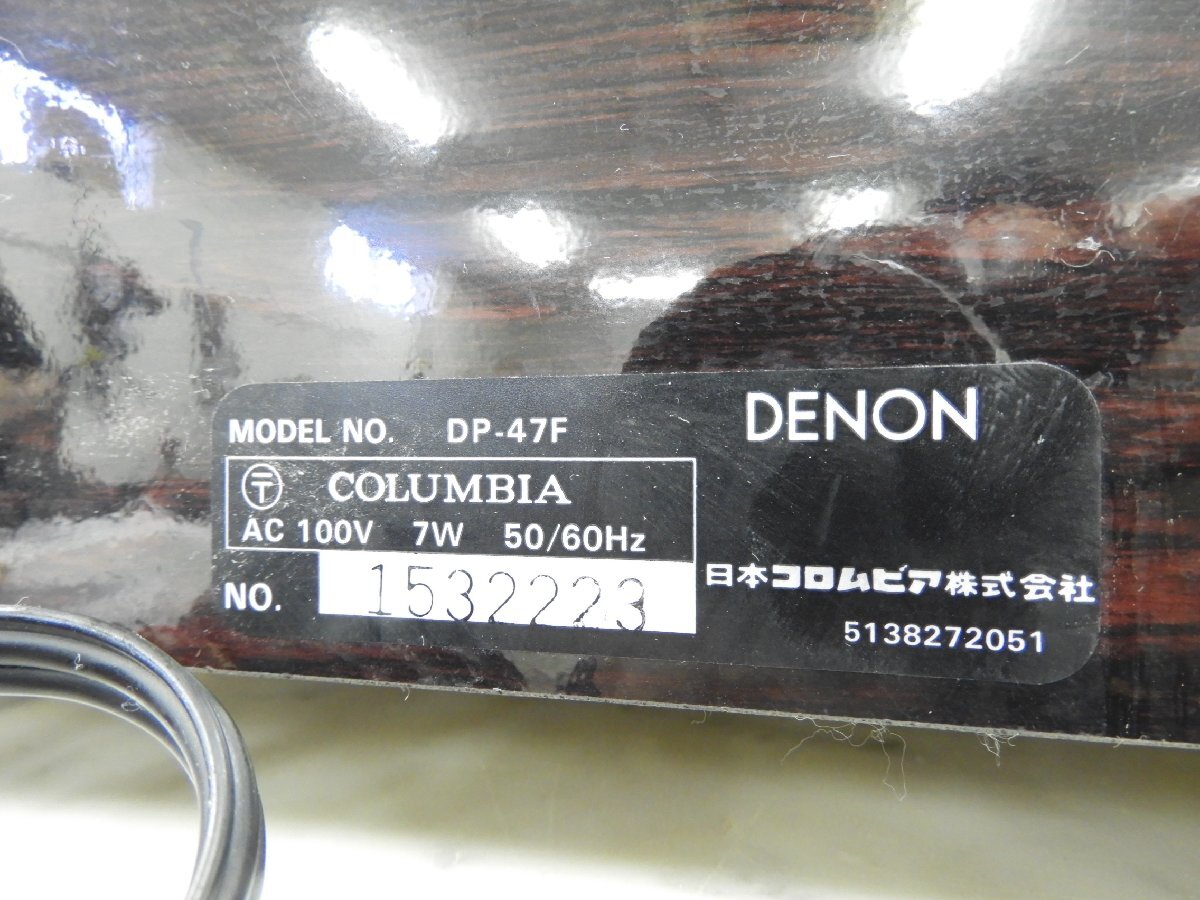 MODEL NO. DP-47F
DENON
〒 COLUMBIA
AC 100V 7W 50/60Hz
NO. 1532223
日本コロムビア株式会社
5138272051